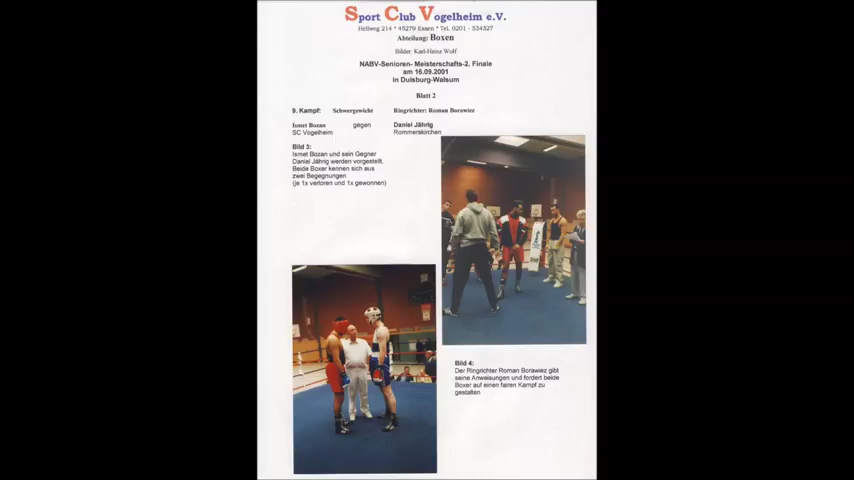 Sport Club Vogelheim e.V.
Hellweg 214 * 45279 Essen * Tel. 0201 - 534527
Abteilung: Boxen
Bilder: Karl-Heinz Wolf
NABV-Senioren- Meisterschafts-2. Finale
am 16.09.2001
in Duisburg-Walsum
Blatt 2
9. Kampf: Schwergewicht Ringrichter: Roman Borawiez
Ismet Bozan gegen Daniel Jährig
SC Vogelheim Rommerskirchen
Bild 3:
Ismet Bozan und sein Gegner
Daniel Jährig werden vorgestellt.
Beide Boxer kennen sich aus
zwei Begegnungen
(je 1x verloren und 1x gewonnen)
Bild 4:
Der Ringrichter Roman Borawiez gibt
seine Anweisungen und fordert beide
Boxer auf einen fairen Kampf zu
gestalten